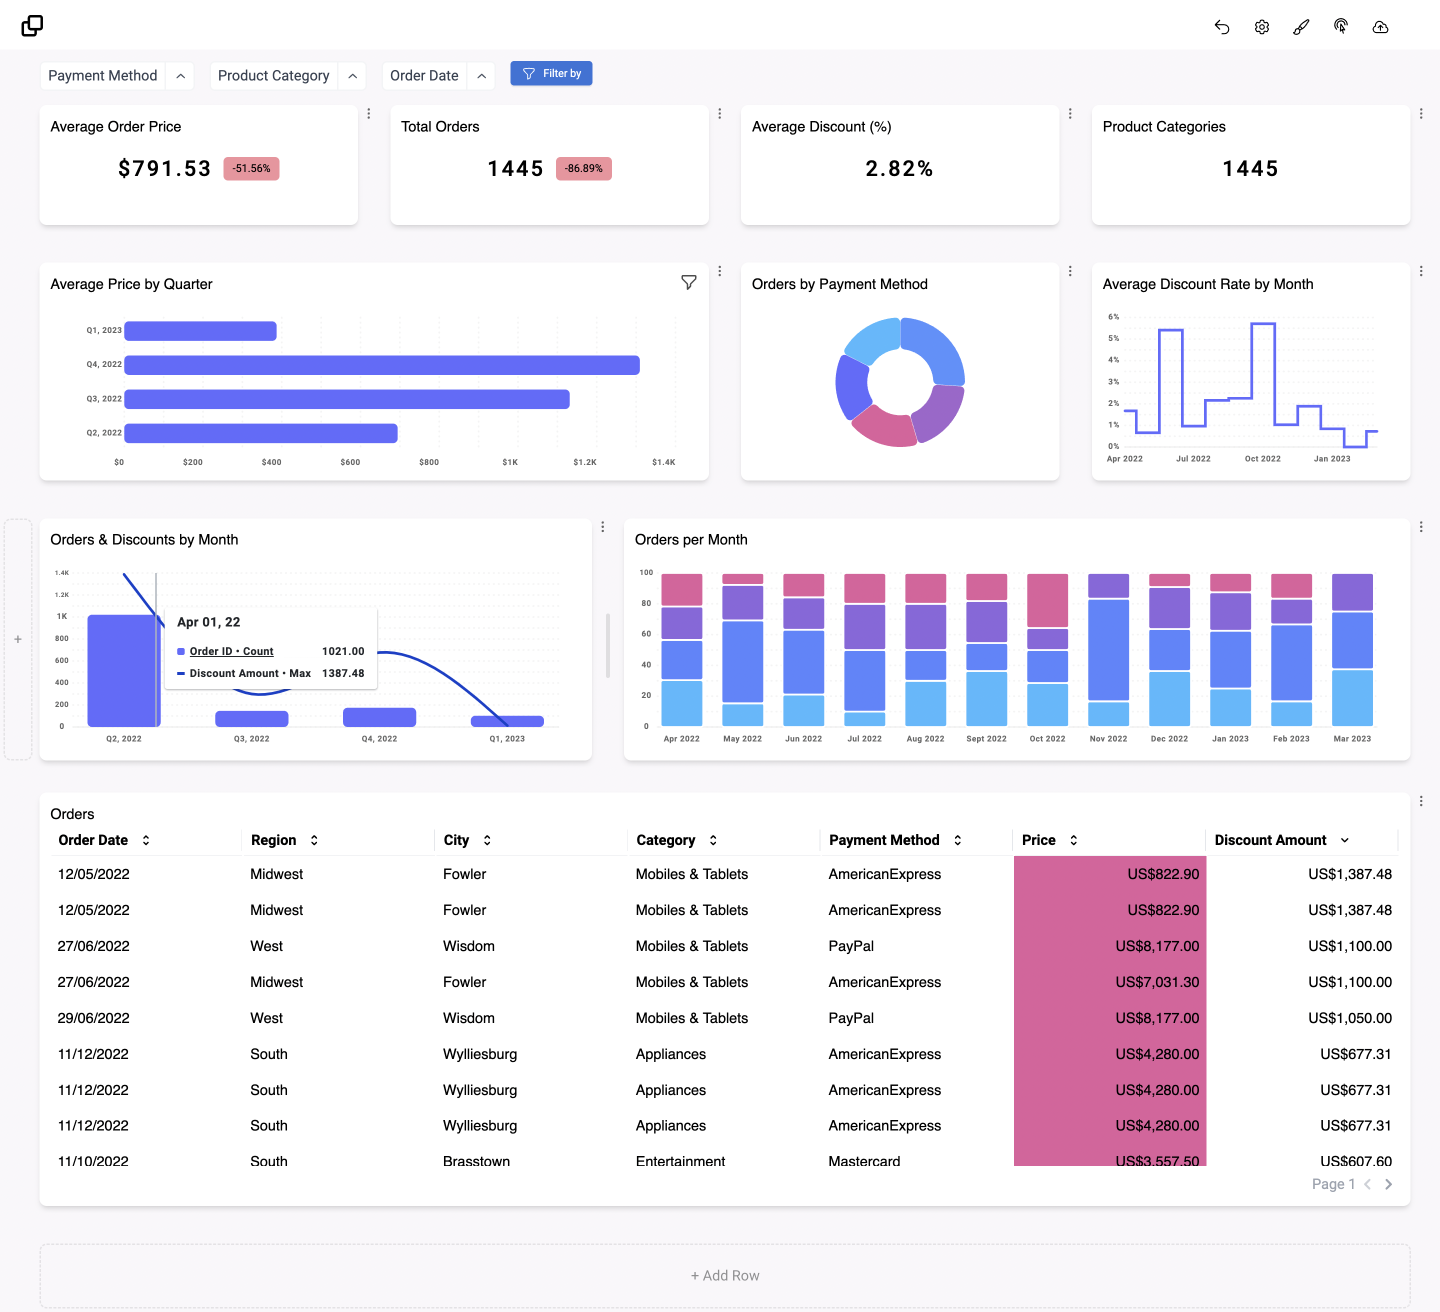 Payment Method
Product Category
Order Date
Filter by
Average Order Price
$791.53 -51.56%
Total Orders
1445 -86.89%
Average Discount (%)
2.82%
Product Categories
1445
Average Price by Quarter
Q1, 2023
Q4, 2022
Q3, 2022
Q2, 2022
$0 $200 $400 $600 $800 $1K $1.2K $1.4K
Orders by Payment Method
Average Discount Rate by Month
6%
5%
4%
3%
2%
1%
0%
Apr 2022 Jul 2022 Oct 2022 Jan 2023
Orders & Discounts by Month
1.4K
1.2K
1K
800
600
400
200
0
Q2, 2022 Q3, 2022 Q4, 2022 Q1, 2023
Apr 01, 22
Order ID • Count 1021.00
Discount Amount • Max 1387.48
+
Orders per Month
100
80
60
40
20
0
Apr 2022 May 2022 Jun 2022 Jul 2022 Aug 2022 Sept 2022 Oct 2022 Nov 2022 Dec 2022 Jan 2023 Feb 2023 Mar 2023
Orders
Order Date Region City Category Payment Method Price Discount Amount
12/05/2022 Midwest Fowler Mobiles & Tablets AmericanExpress US$822.90 US$1,387.48
12/05/2022 Midwest Fowler Mobiles & Tablets AmericanExpress US$822.90 US$1,387.48
27/06/2022 West Wisdom Mobiles & Tablets PayPal US$8,177.00 US$1,100.00
27/06/2022 Midwest Fowler Mobiles & Tablets AmericanExpress US$7,031.30 US$1,100.00
29/06/2022 West Wisdom Mobiles & Tablets PayPal US$8,177.00 US$1,050.00
11/12/2022 South Wylliesburg Appliances AmericanExpress US$4,280.00 US$677.31
11/12/2022 South Wylliesburg Appliances AmericanExpress US$4,280.00 US$677.31
11/12/2022 South Wylliesburg Appliances AmericanExpress US$4,280.00 US$677.31
11/10/2022 South Brasstown Entertainment Mastercard US$3,557.50 US$607.60
Page 1
+ Add Row